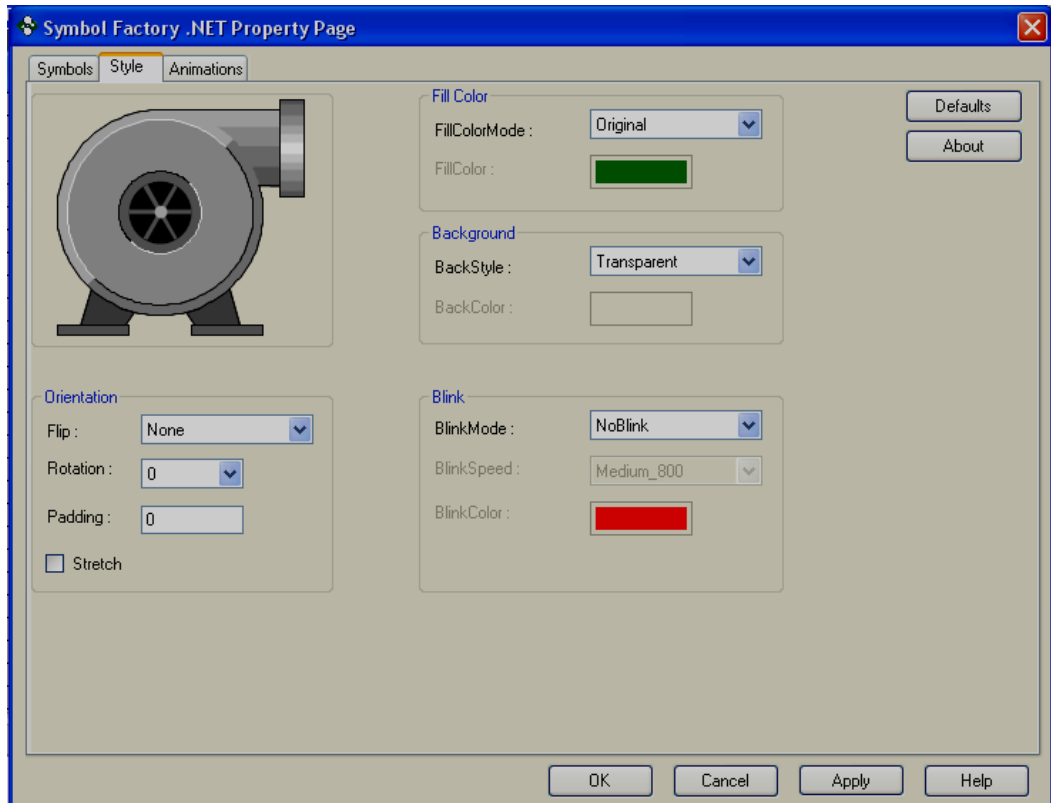 Symbol Factory .NET Property Page
Symbols Style Animations
Fill Color
FillColorMode : Original
FillColor :
Defaults
About
Background
BackStyle : Transparent
BackColor :
Orientation
Flip : None
Rotation : 0
Padding : 0
Stretch
Blink
BlinkMode : NoBlink
BlinkSpeed : Medium_800
BlinkColor :
OK Cancel Apply Help